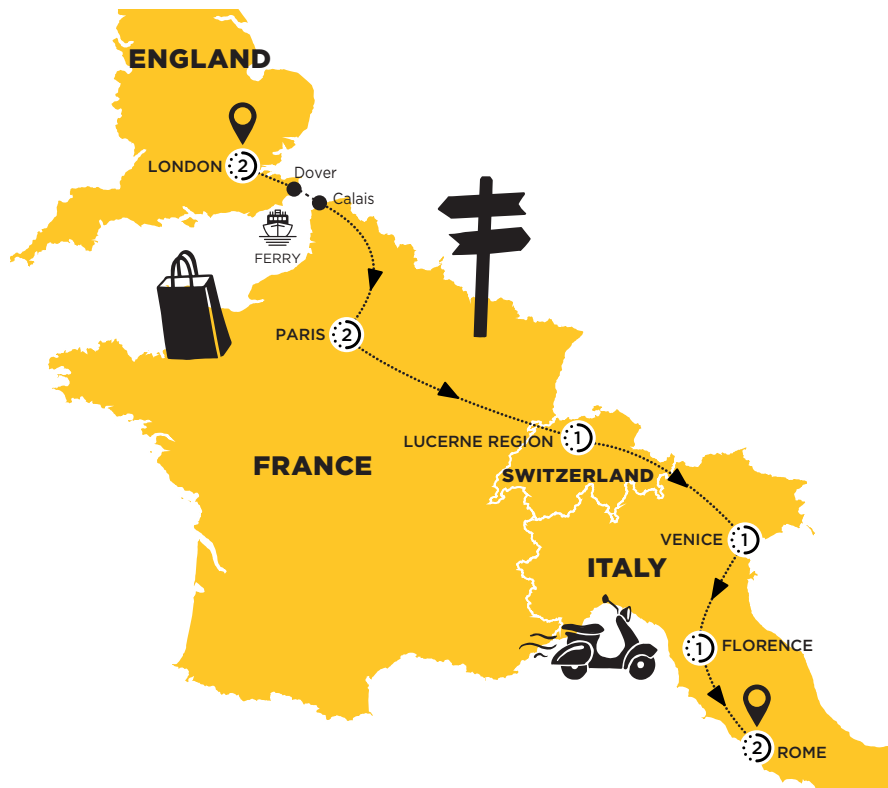 ENGLAND
LONDON 2
Dover
Calais
FERRY
PARIS 2
LUCERNE REGION 1
FRANCE
SWITZERLAND
VENICE 1
ITALY
1 FLORENCE
2 ROME